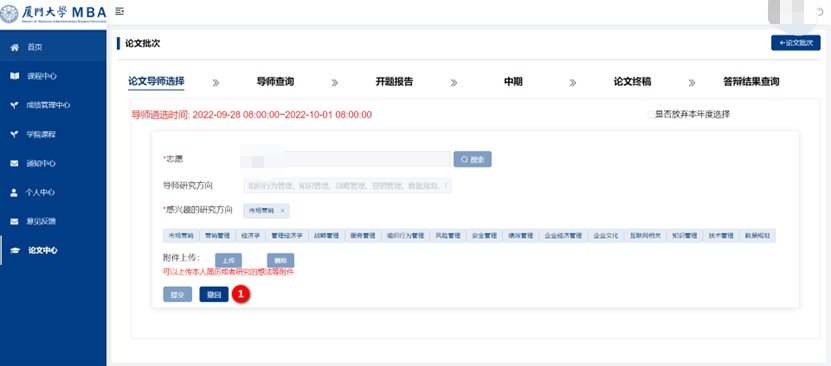 厦门大学 MBA
首页
课程中心
成绩管理中心
学院课程
通知中心
个人中心
意见反馈
论文中心
论文批次
←论文批次
论文导师选择 >> 导师查询 >> 开题报告 >> 中期 >> 论文终稿 >> 答辩结果查询
导师遴选时间: 2022-09-28 08:00:00~2022-10-01 08:00:00
是否放弃本年度选择
*志愿
搜索
导师研究方向
组织行为管理、知识管理、战略管理、营销管理、数据规划、
*感兴趣的研究方向
市场营销 ×
市场营销 营销管理 经济学 管理经济学 战略管理 服务管理 组织行为管理 风险管理 安全管理 绩效管理 企业经济管理 企业文化 互联网相关 知识管理 技术管理 数据规划
附件上传：
上传 删除
可以上传本人简历或者研究的想法等附件
提交 撤回 1